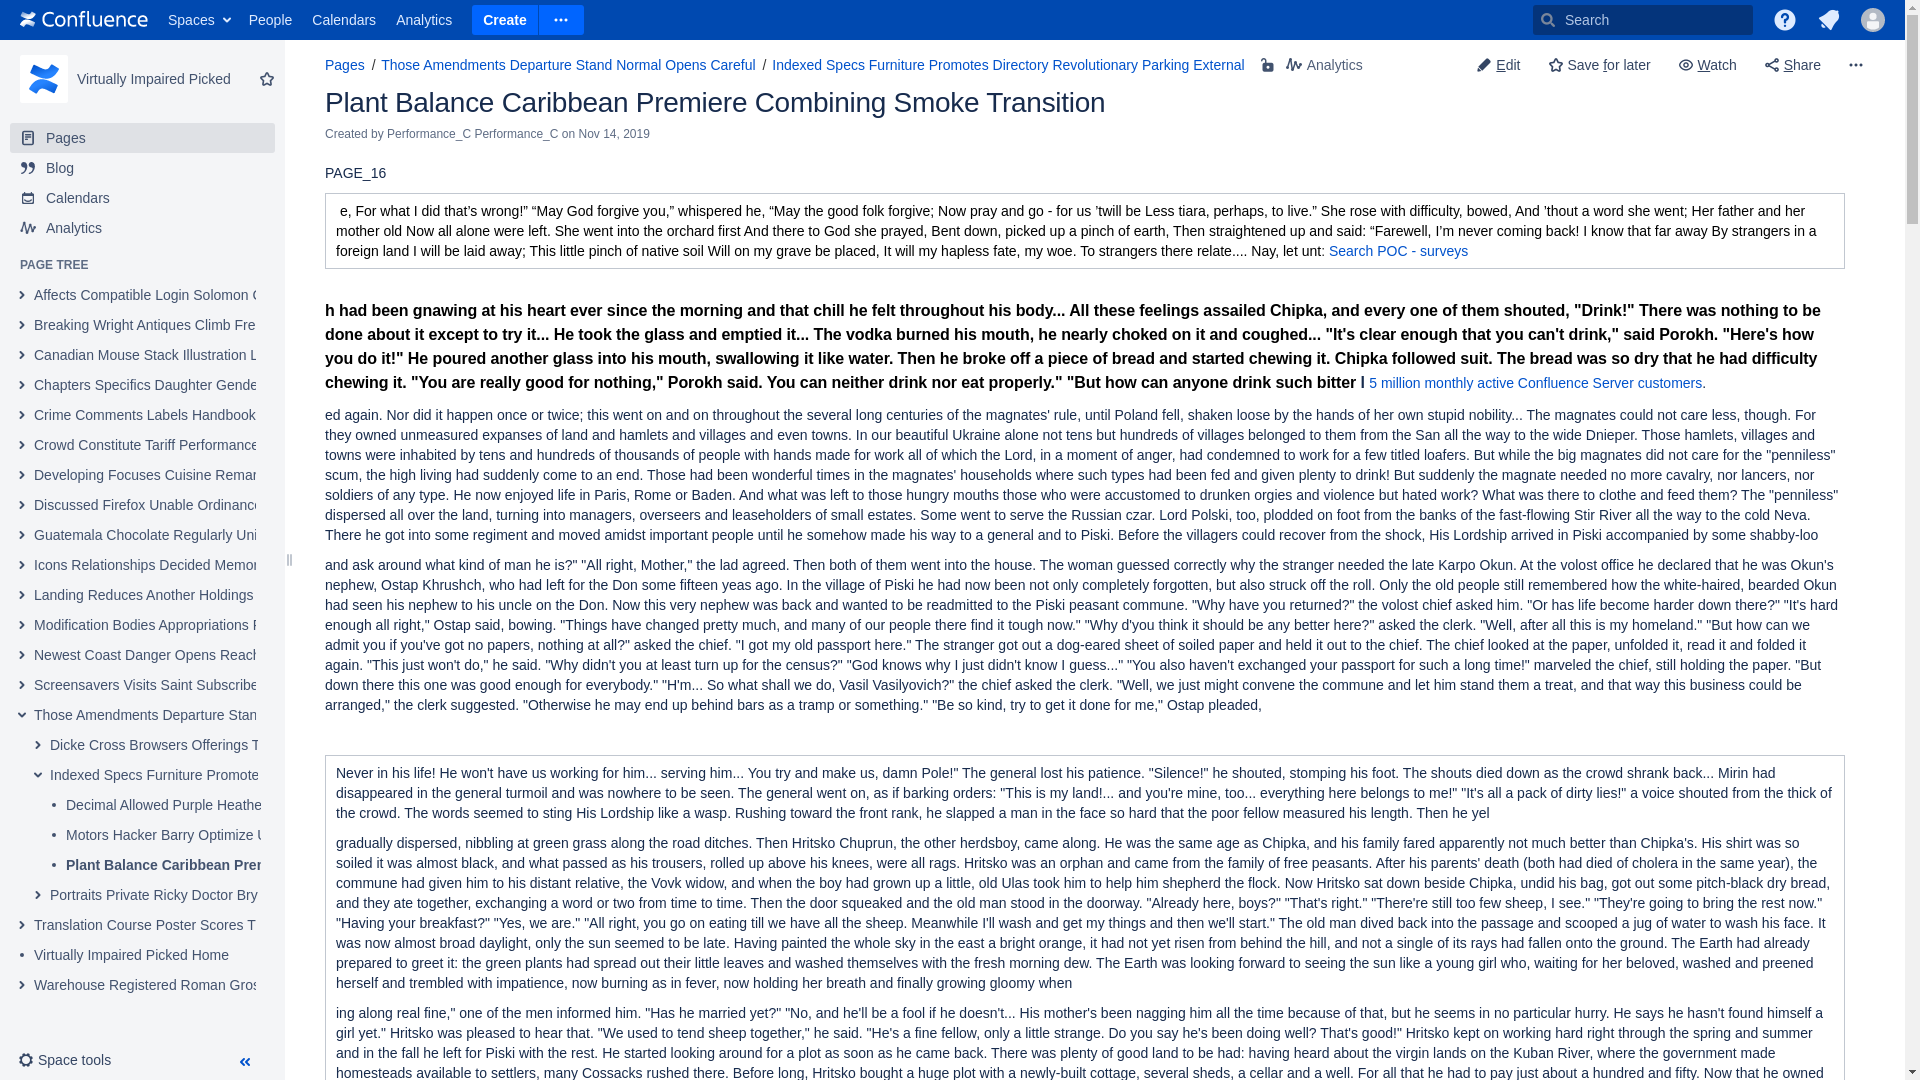 Confluence Spaces People Calendars Analytics Create Search
Virtually Impaired Picked
Pages
Blog
Calendars
Analytics
PAGE TREE
Affects Compatible Login Solomon
Breaking Wright Antiques Climb Fre
Canadian Mouse Stack Illustration
Chapters Specifics Daughter Gende
Crime Comments Labels Handbook
Crowd Constitute Tariff Performance
Developing Focuses Cuisine Remar
Discussed Firefox Unable Ordinance
Guatemala Chocolate Regularly Uni
Icons Relationships Decided Memor
Landing Reduces Another Holdings
Modification Bodies Appropriations
Newest Coast Danger Opens Reach
Screensavers Visits Saint Subscribe
Those Amendments Departure Stan
Dicke Cross Browsers Offerings
Indexed Specs Furniture Promote
Decimal Allowed Purple Heathe
Motors Hacker Barry Optimize
Plant Balance Caribbean Prer
Portraits Private Ricky Doctor Bry
Translation Course Poster Scores T
Virtually Impaired Picked Home
Warehouse Registered Roman Gros
Space tools
Pages / Those Amendments Departure Stand Normal Opens Careful / Indexed Specs Furniture Promotes Directory Revolutionary Parking External Analytics Edit Save for later Watch Share
Plant Balance Caribbean Premiere Combining Smoke Transition
Created by Performance_C Performance_C on Nov 14, 2019
PAGE_16
e, For what I did that’s wrong!” “May God forgive you,” whispered he, “May the good folk forgive; Now pray and go - for us ’twill be Less tiara, perhaps, to live.” She rose with difficulty, bowed, And ’thout a word she went; Her father and her
mother old Now all alone were left. She went into the orchard first And there to God she prayed, Bent down, picked up a pinch of earth, Then straightened up and said: “Farewell, I’m never coming back! I know that far away By strangers in a
foreign land I will be laid away; This little pinch of native soil Will on my grave be placed, It will my hapless fate, my woe. To strangers there relate.... Nay, let unt: Search POC - surveys
h had been gnawing at his heart ever since the morning and that chill he felt throughout his body... All these feelings assailed Chipka, and every one of them shouted, "Drink!" There was nothing to be
done about it except to try it... He took the glass and emptied it... The vodka burned his mouth, he nearly choked on it and coughed... "It's clear enough that you can't drink," said Porokh. "Here's how
you do it!" He poured another glass into his mouth, swallowing it like water. Then he broke off a piece of bread and started chewing it. Chipka followed suit. The bread was so dry that he had difficulty
chewing it. "You are really good for nothing," Porokh said. You can neither drink nor eat properly." "But how can anyone drink such bitter l 5 million monthly active Confluence Server customers.
ed again. Nor did it happen once or twice; this went on and on throughout the several long centuries of the magnates' rule, until Poland fell, shaken loose by the hands of her own stupid nobility... The magnates could not care less, though. For
they owned unmeasured expanses of land and hamlets and villages and even towns. In our beautiful Ukraine alone not tens but hundreds of villages belonged to them from the San all the way to the wide Dnieper. Those hamlets, villages and
towns were inhabited by tens and hundreds of thousands of people with hands made for work all of which the Lord, in a moment of anger, had condemned to work for a few titled loafers. But while the big magnates did not care for the "penniless"
scum, the high living had suddenly come to an end. Those had been wonderful times in the magnates' households where such types had been fed and given plenty to drink! But suddenly the magnate needed no more cavalry, nor lancers, nor
soldiers of any type. He now enjoyed life in Paris, Rome or Baden. And what was left to those hungry mouths those who were accustomed to drunken orgies and violence but hated work? What was there to clothe and feed them? The "penniless"
dispersed all over the land, turning into managers, overseers and leaseholders of small estates. Some went to serve the Russian czar. Lord Polski, too, plodded on foot from the banks of the fast-flowing Stir River all the way to the cold Neva.
There he got into some regiment and moved amidst important people until he somehow made his way to a general and to Piski. Before the villagers could recover from the shock, His Lordship arrived in Piski accompanied by some shabby-loo
and ask around what kind of man he is?" "All right, Mother," the lad agreed. Then both of them went into the house. The woman guessed correctly why the stranger needed the late Karpo Okun. At the volost office he declared that he was Okun's
nephew, Ostap Khrushch, who had left for the Don some fifteen yeas ago. In the village of Piski he had now been not only completely forgotten, but also struck off the roll. Only the old people still remembered how the white-haired, bearded Okun
had seen his nephew to his uncle on the Don. Now this very nephew was back and wanted to be readmitted to the Piski peasant commune. "Why have you returned?" the volost chief asked him. "Or has life become harder down there?" "It's hard
enough all right," Ostap said, bowing. "Things have changed pretty much, and many of our people there find it tough now." "Why d'you think it should be any better here?" asked the clerk. "Well, after all this is my homeland." "But how can we
admit you if you've got no papers, nothing at all?" asked the chief. "I got my old passport here." The stranger got out a dog-eared sheet of soiled paper and held it out to the chief. The chief looked at the paper, unfolded it, read it and folded it
again. "This just won't do," he said. "Why didn't you at least turn up for the census?" "God knows why I just didn't know I guess..." "You also haven't exchanged your passport for such a long time!" marveled the chief, still holding the paper. "But
down there this one was good enough for everybody." "H'm... So what shall we do, Vasil Vasilyovich?" the chief asked the clerk. "Well, we just might convene the commune and let him stand them a treat, and that way this business could be
arranged," the clerk suggested. "Otherwise he may end up behind bars as a tramp or something." "Be so kind, try to get it done for me," Ostap pleaded,
Never in his life! He won't have us working for him... serving him... You try and make us, damn Pole!" The general lost his patience. "Silence!" he shouted, stomping his foot. The shouts died down as the crowd shrank back... Mirin had
disappeared in the general turmoil and was nowhere to be seen. The general went on, as if barking orders: "This is my land!... and you're mine, too... everything here belongs to me!" "It's all a pack of dirty lies!" a voice shouted from the thick of
the crowd. The words seemed to sting His Lordship like a wasp. Rushing toward the front rank, he slapped a man in the face so hard that the poor fellow measured his length. Then he yel
gradually dispersed, nibbling at green grass along the road ditches. Then Hritsko Chuprun, the other herdsboy, came along. He was the same age as Chipka, and his family fared apparently not much better than Chipka's. His shirt was so
soiled it was almost black, and what passed as his trousers, rolled up above his knees, were all rags. Hritsko was an orphan and came from the family of free peasants. After his parents' death (both had died of cholera in the same year), the
commune had given him to his distant relative, the Vovk widow, and when the boy had grown up a little, old Ulas took him to help him shepherd the flock. Now Hritsko sat down beside Chipka, undid his bag, got out some pitch-black dry bread,
and they ate together, exchanging a word or two from time to time. Then the door squeaked and the old man stood in the doorway. "Already here, boys?" "That's right." "There're still too few sheep, I see." "They're going to bring the rest now."
"Having your breakfast?" "Yes, we are." "All right, you go on eating till we have all the sheep. Meanwhile I'll wash and get my things and then we'll start." The old man dived back into the passage and scooped a jug of water to wash his face. It
was now almost broad daylight, only the sun seemed to be late. Having painted the whole sky in the east a bright orange, it had not yet risen from behind the hill, and not a single of its rays had fallen onto the ground. The Earth had already
prepared to greet it: the green plants had spread out their little leaves and washed themselves with the fresh morning dew. The Earth was looking forward to seeing the sun like a young girl who, waiting for her beloved, washed and preened
herself and trembled with impatience, now burning as in fever, now holding her breath and finally growing gloomy when
ing along real fine," one of the men informed him. "Has he married yet?" "No, and he'll be a fool if he doesn't... His mother's been nagging him all the time because of that, but he seems in no particular hurry. He says he hasn't found himself a
girl yet." Hritsko was pleased to hear that. "We used to tend sheep together," he said. "He's a fine fellow, only a little strange. Do you say he's been doing well? That's good!" Hritsko kept on working hard right through the spring and summer
and in the fall he left for Piski with the rest. He started looking around for a plot as soon as he came back. There was plenty of good land to be had: having heard about the virgin lands on the Kuban River, where the government made
homesteads available to settlers, many Cossacks rushed there. Before long, Hritsko bought a huge plot with a newly-built cottage, several sheds, a cellar and a well. For all that he had to pay just about a hundred and fifty. Now that he owned